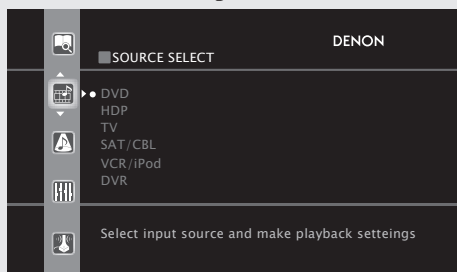 DENON
SOURCE SELECT
DVD
HDP
TV
SAT/CBL
VCR/iPod
DVR
Select input source and make playback setteings